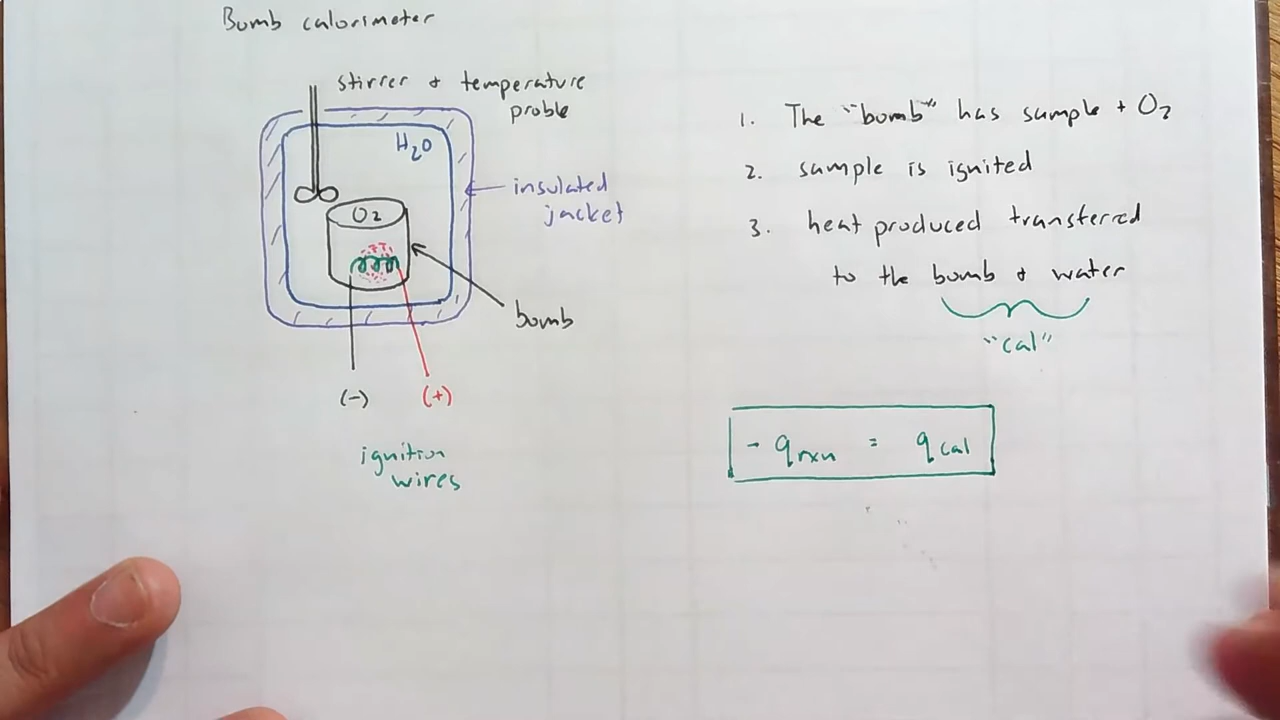 Bomb calorimeter
stirrer & temperature
proble
H₂O
insulated
jacket
O₂
bomb
(-) (+)
ignition
wires
1. The "bomb" has sample + O₂
2. sample is ignited
3. heat produced transferred
to the bomb & water
"cal"
- qrxn = qcal